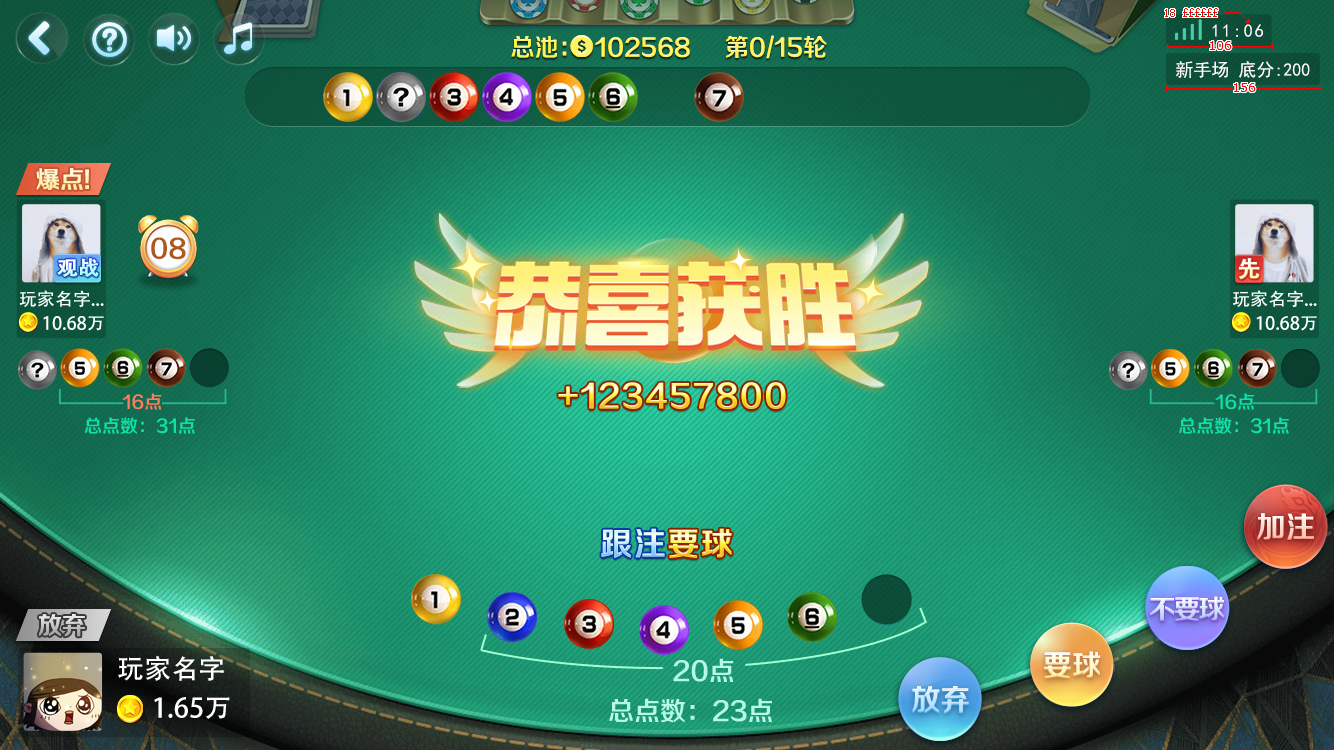 总池:$102568 第0/15轮
18 ££££££
11:06
106
新手场 底分:200
156
1 ? 3 4 5 6 7
爆点!
08
观战
玩家名字...
10.68万
? 5 6 7
16点
总点数: 31点
恭喜获胜
+123457800
先
玩家名字...
10.68万
? 5 6 7
16点
总点数: 31点
跟注要球
加注
不要球
要球
放弃
1 2 3 4 5 6
20点
总点数: 23点
放弃
玩家名字
1.65万